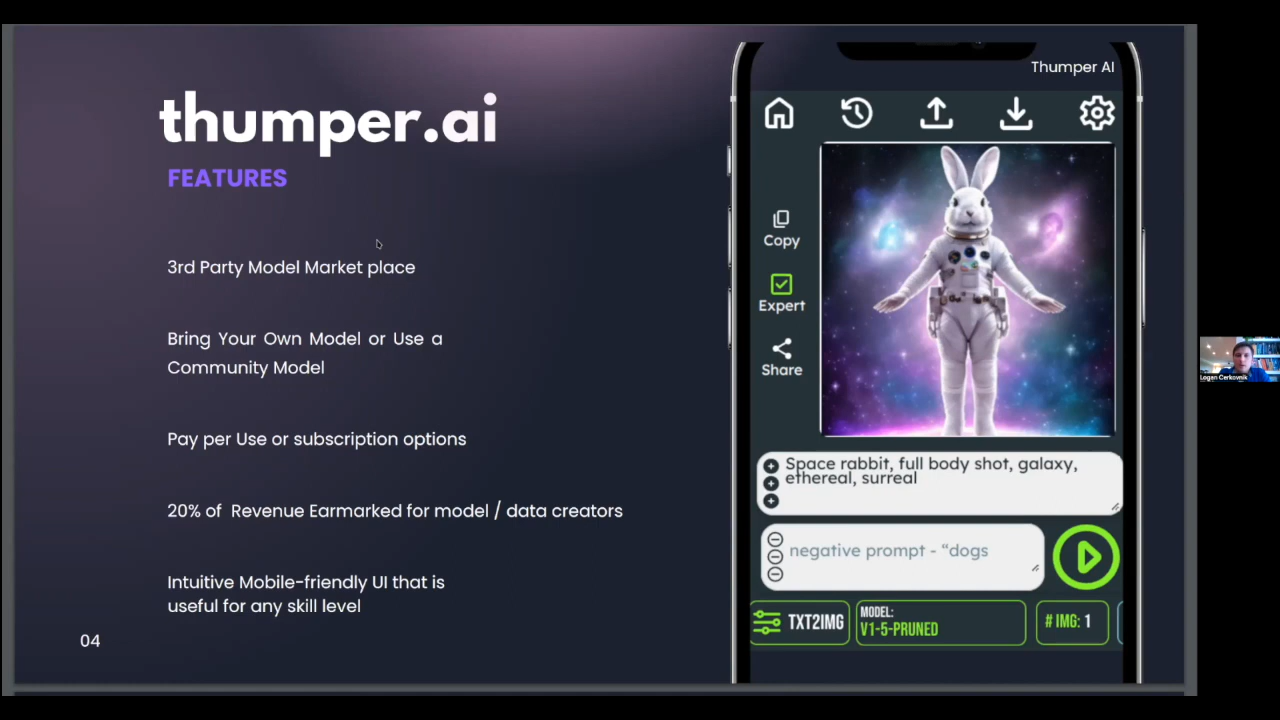 thumper.ai
FEATURES
3rd Party Model Market place
Bring Your Own Model or Use a
Community Model
Pay per Use or subscription options
20% of Revenue Earmarked for model / data creators
Intuitive Mobile-friendly UI that is
useful for any skill level
04
Thumper AI
Copy
Expert
Share
Space rabbit, full body shot, galaxy,
ethereal, surreal
negative prompt - “dogs
TXT2IMG
MODEL:
V1-5-PRUNED
# IMG: 1
Logan Cerkovnik